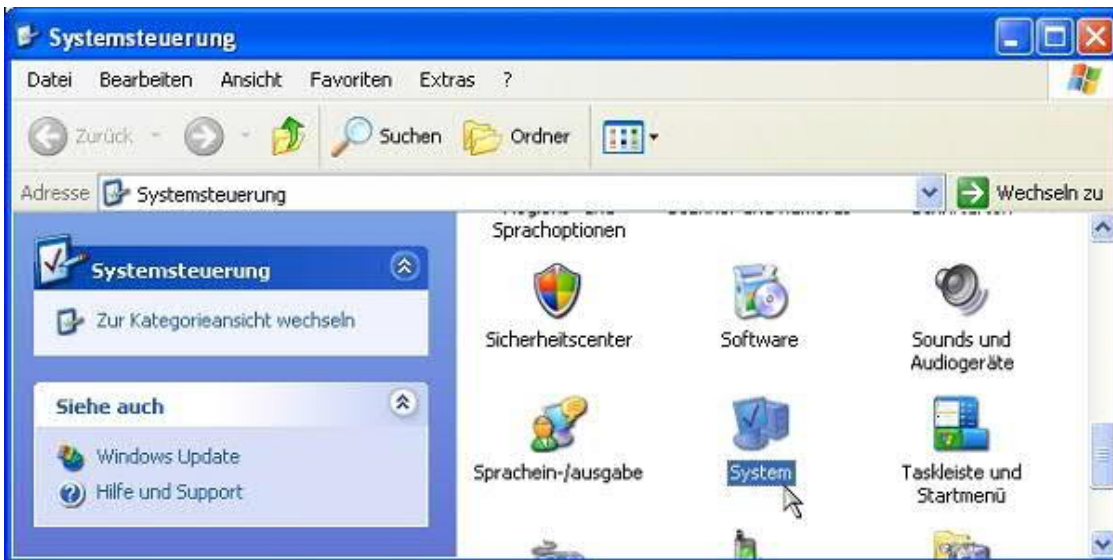 Systemsteuerung
Datei Bearbeiten Ansicht Favoriten Extras ?
Zurück Suchen Ordner
Adresse Systemsteuerung Wechseln zu
Systemsteuerung
Zur Kategorieansicht wechseln
Siehe auch
Windows Update
Hilfe und Support
Sprachoptionen
Sicherheitscenter
Software
Sounds und
Audiogeräte
Sprachein-/ausgabe
System
Taskleiste und
Startmenü